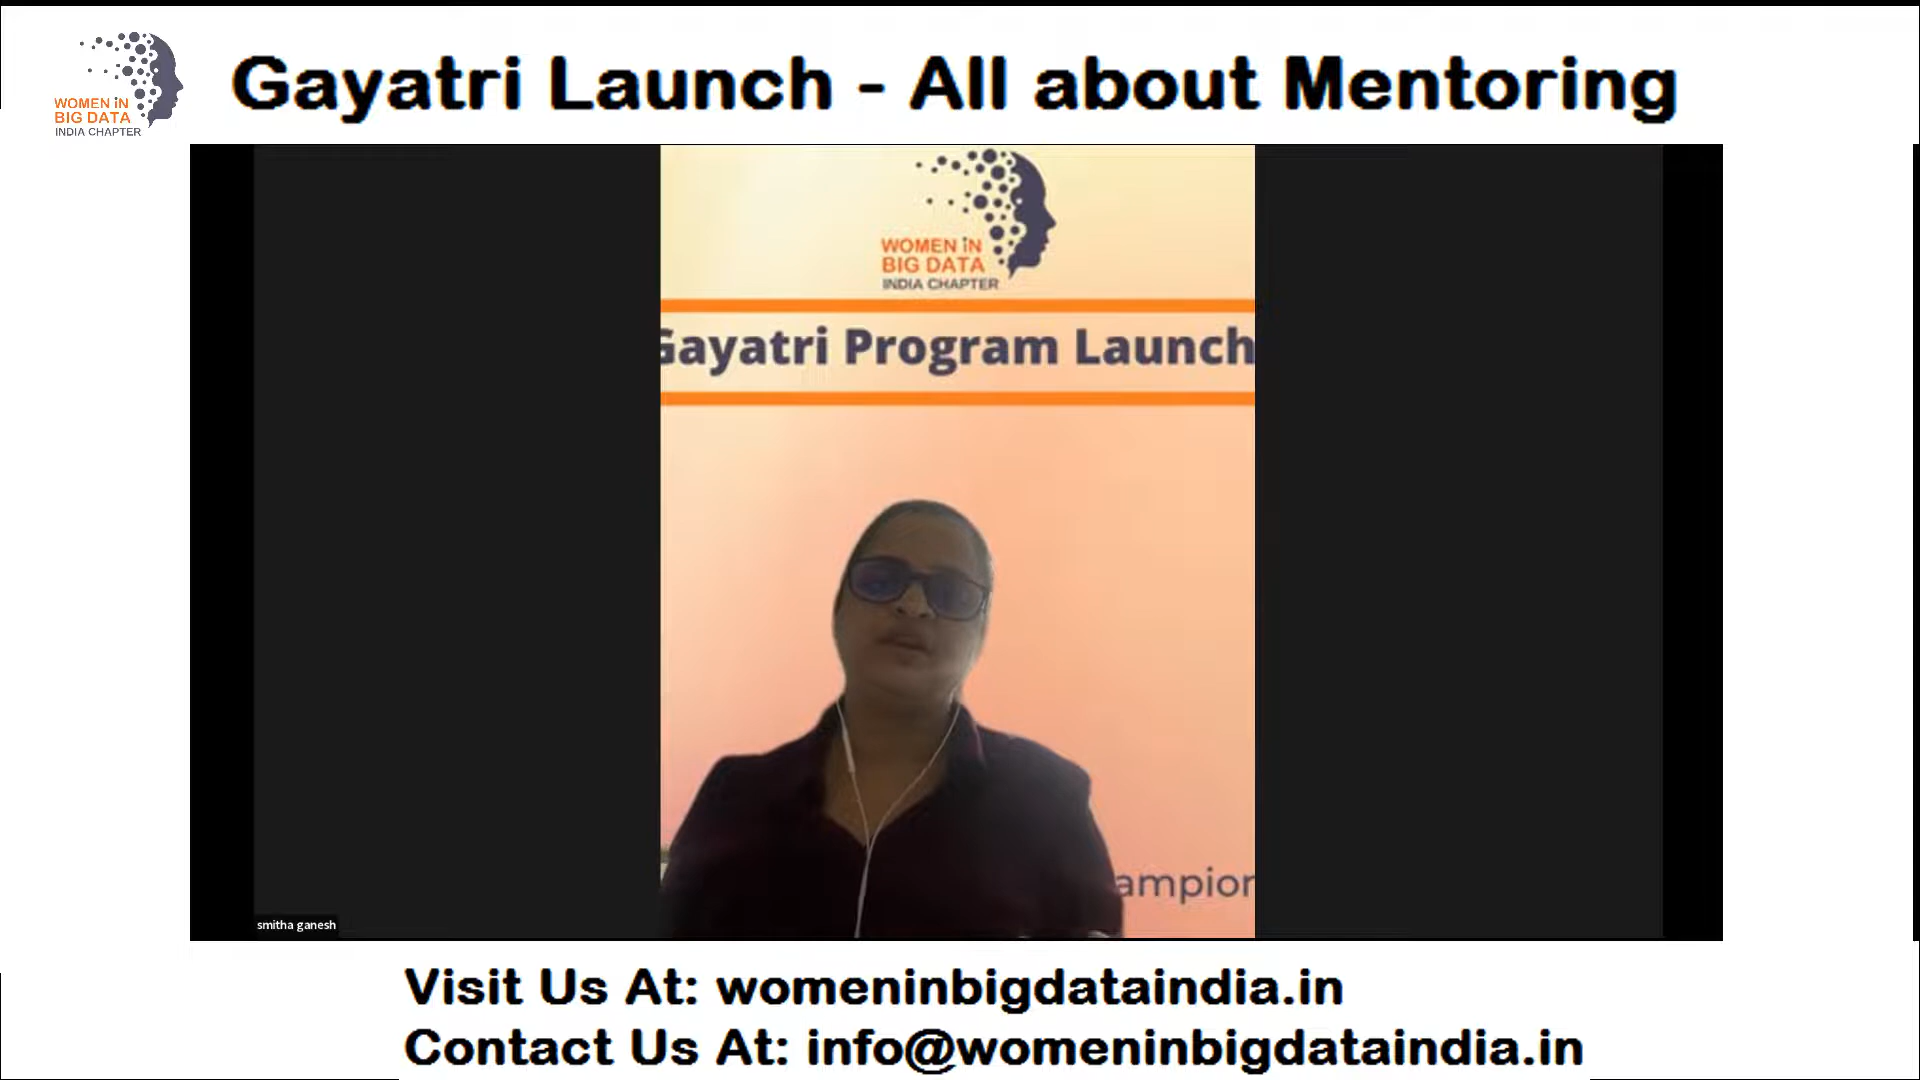 WOMEN iN
BIG DATA
INDIA CHAPTER
Gayatri Launch - All about Mentoring
WOMEN iN
BIG DATA
INDIA CHAPTER
Gayatri Program Launch
ampion
smitha ganesh
Visit Us At: womeninbigdataindia.in
Contact Us At: info@womeninbigdataindia.in